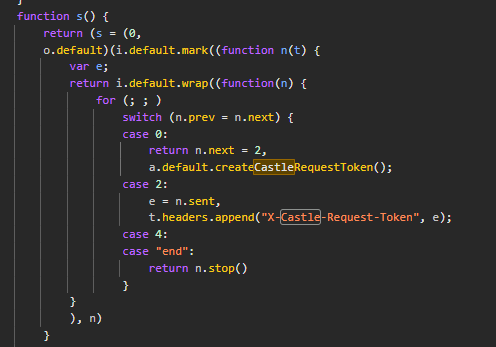 }
function s() {
return (s = (0,
o.default)(i.default.mark((function n(t) {
var e;
return i.default.wrap((function(n) {
for (; ; )
switch (n.prev = n.next) {
case 0:
return n.next = 2,
a.default.createCastleRequestToken();
case 2:
e = n.sent,
t.headers.append("X-Castle-Request-Token", e);
case 4:
case "end":
return n.stop()
}
}
), n)
}